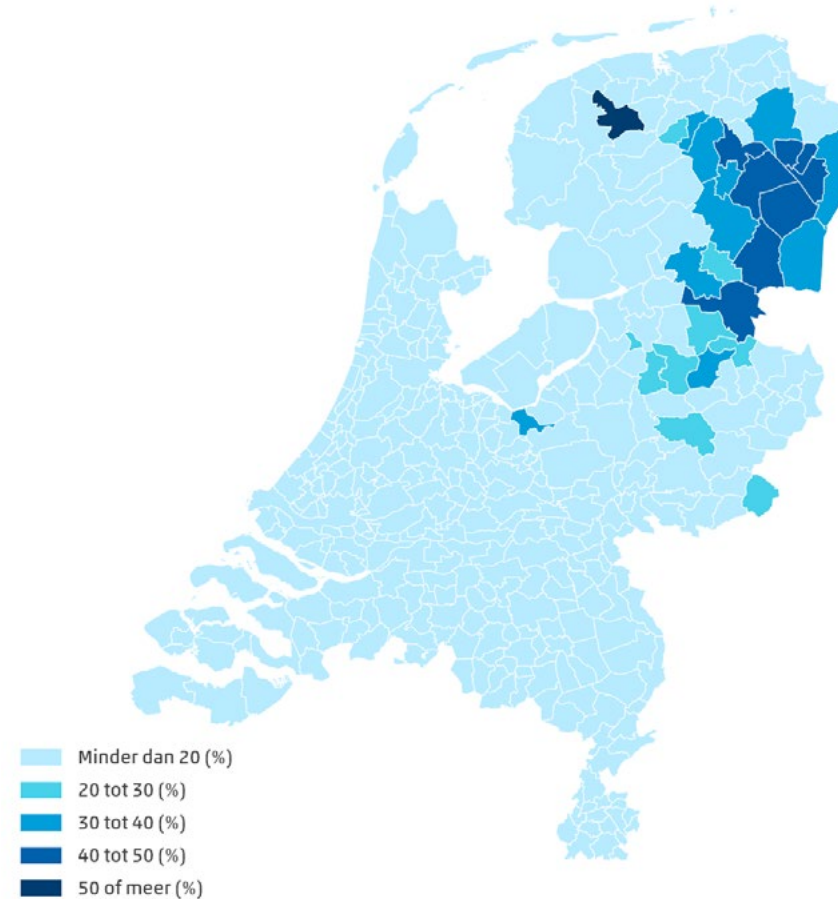 Minder dan 20 (%)
20 tot 30 (%)
30 tot 40 (%)
40 tot 50 (%)
50 of meer (%)